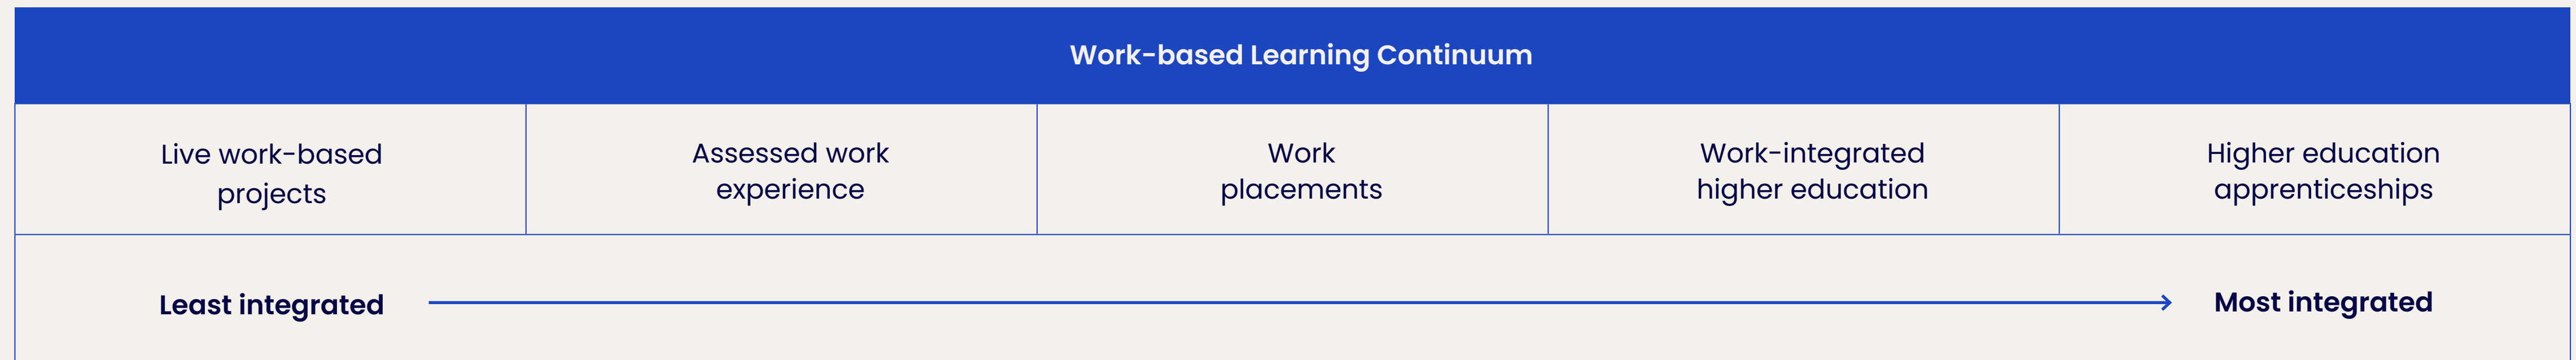 Work-based Learning Continuum
Live work-based
projects
Assessed work
experience
Work
placements
Work-integrated
higher education
Higher education
apprenticeships
Least integrated
Most integrated